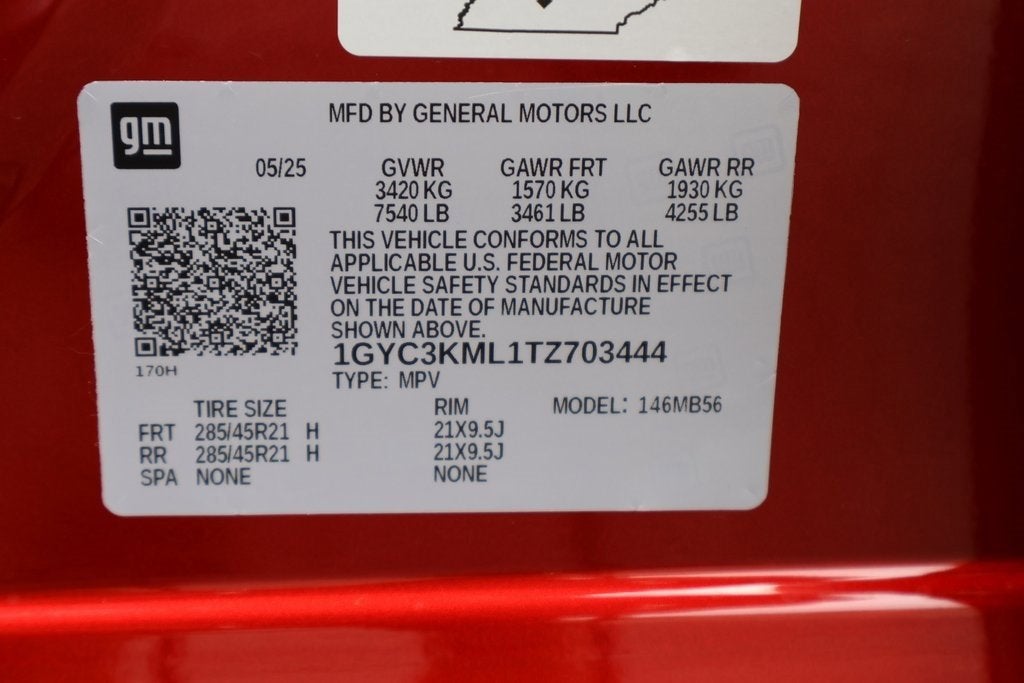 gm
MFD BY GENERAL MOTORS LLC
05/25 GVWR GAWR FRT GAWR RR
3420 KG 1570 KG 1930 KG
7540 LB 3461 LB 4255 LB
THIS VEHICLE CONFORMS TO ALL
APPLICABLE U.S. FEDERAL MOTOR
VEHICLE SAFETY STANDARDS IN EFFECT
ON THE DATE OF MANUFACTURE
SHOWN ABOVE.
1GYC3KML1TZ703444
170H
TYPE: MPV
TIRE SIZE RIM MODEL: 146MB56
FRT 285/45R21 H 21X9.5J
RR 285/45R21 H 21X9.5J
SPA NONE NONE